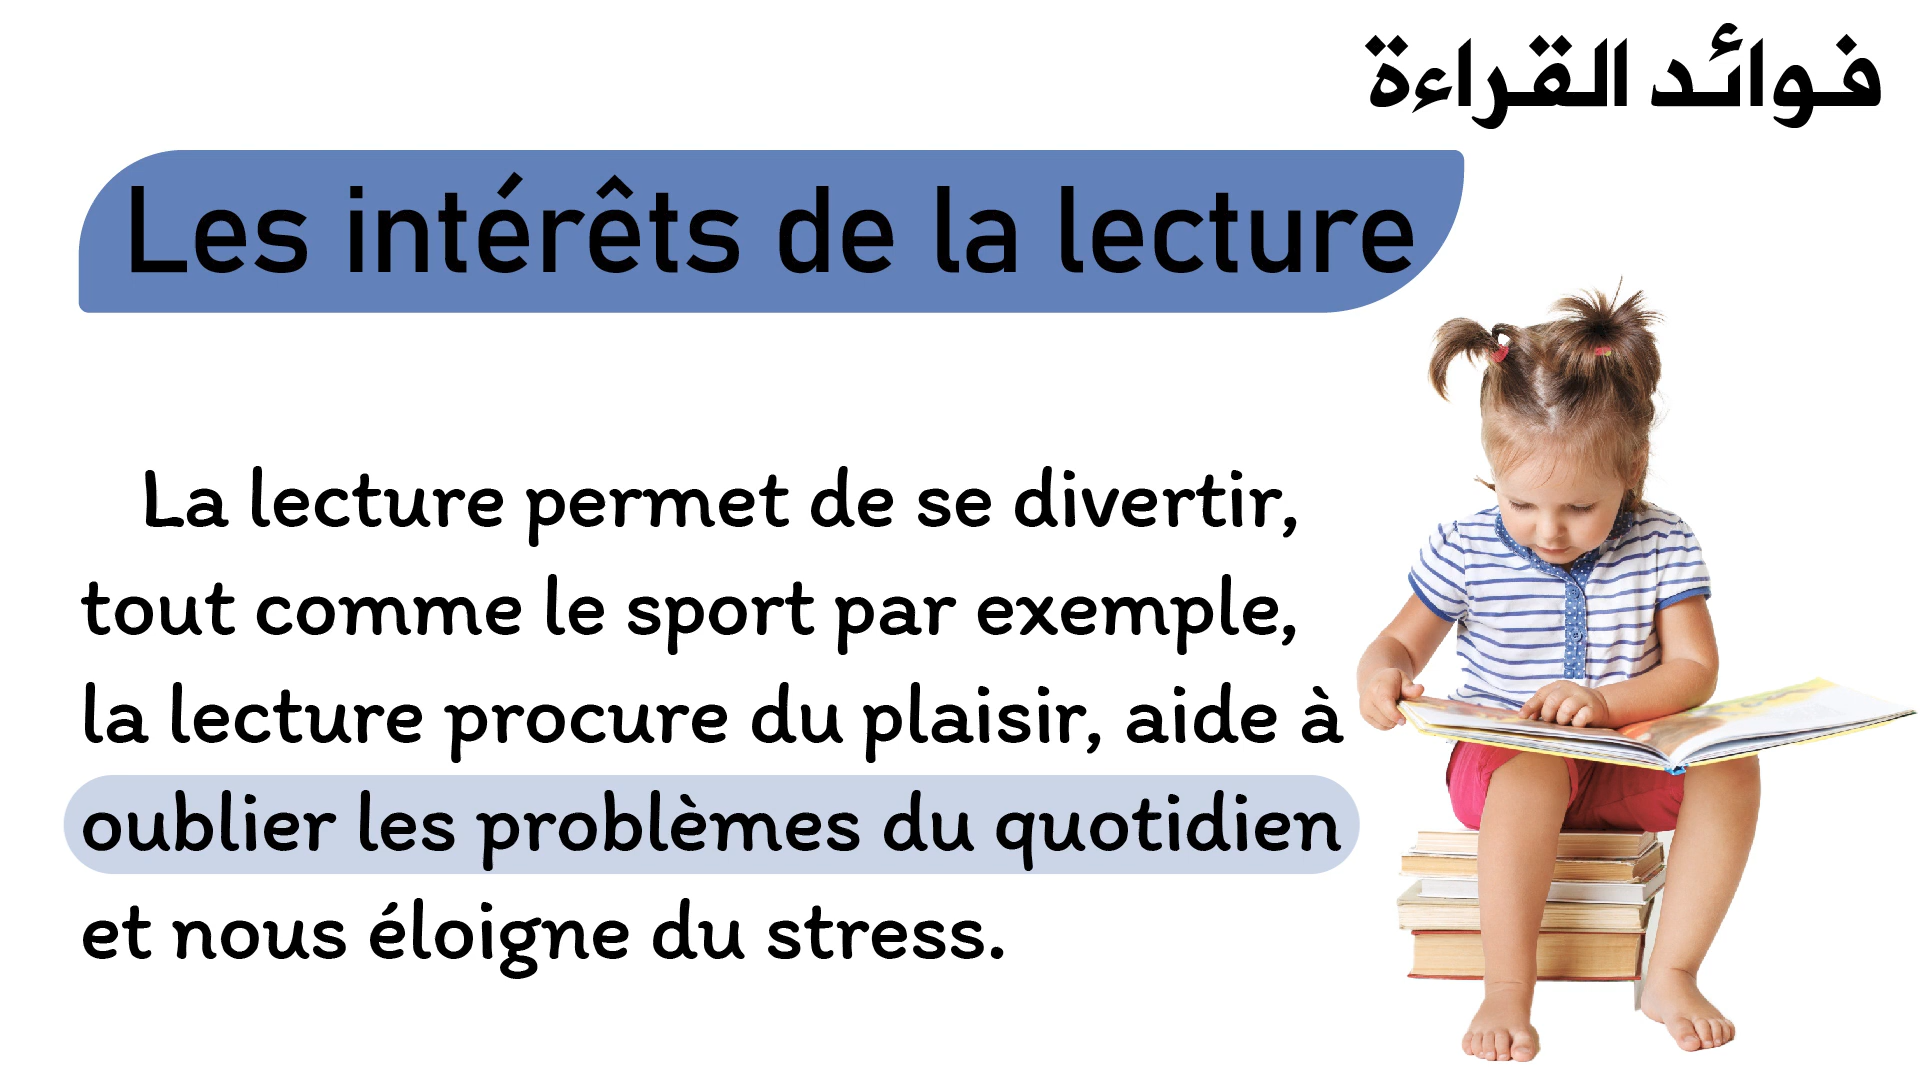 فوائد القراءة
Les intérêts de la lecture
La lecture permet de se divertir,
tout comme le sport par exemple,
la lecture procure du plaisir, aide à
oublier les problèmes du quotidien
et nous éloigne du stress.